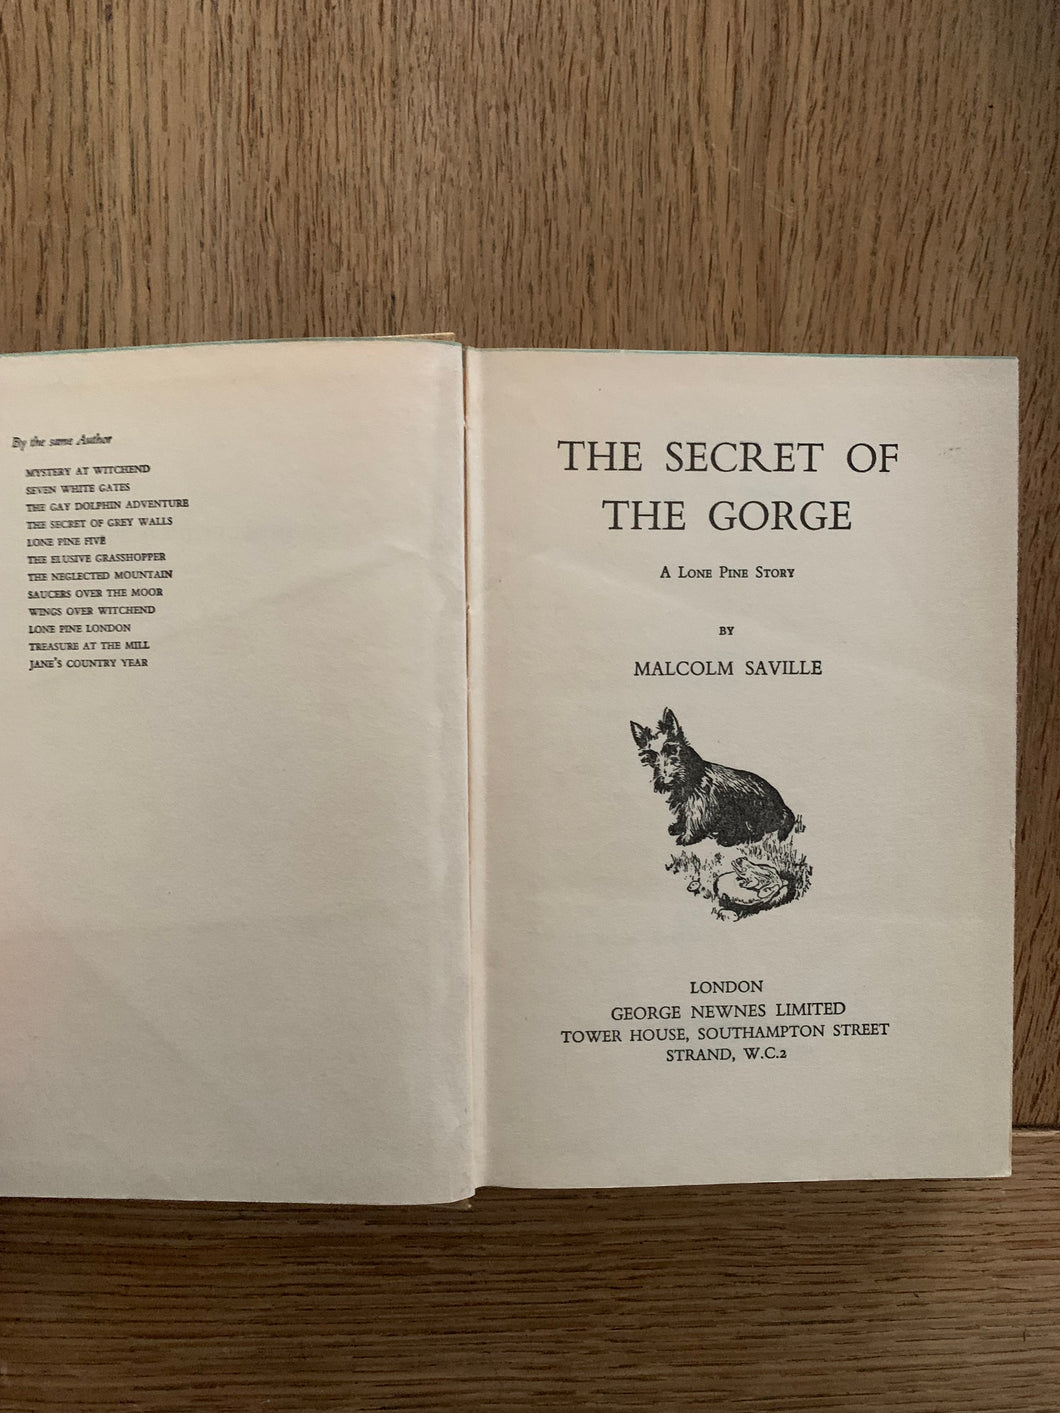 By the same Author
MYSTERY AT WITCHEND
SEVEN WHITE GATES
THE GAY DOLPHIN ADVENTURE
THE SECRET OF GREY WALLS
LONE PINE FIVE
THE ELUSIVE GRASSHOPPER
THE NEGLECTED MOUNTAIN
SAUCERS OVER THE MOOR
WINGS OVER WITCHEND
LONE PINE LONDON
TREASURE AT THE MILL
JANE'S COUNTRY YEAR
THE SECRET OF
THE GORGE
A LONE PINE STORY
BY
MALCOLM SAVILLE
LONDON
GEORGE NEWNES LIMITED
TOWER HOUSE, SOUTHAMPTON STREET
STRAND, W.C.2